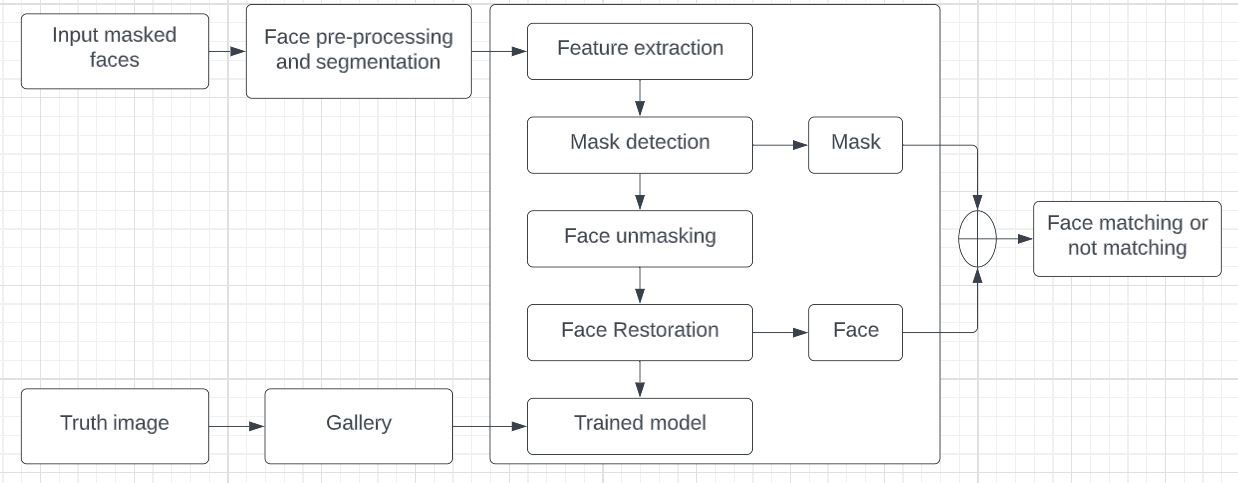 Input masked
faces
Face pre-processing
and segmentation
Feature extraction
Mask detection
Mask
Face unmasking
Face matching or
not matching
Face Restoration
Face
Truth image
Gallery
Trained model